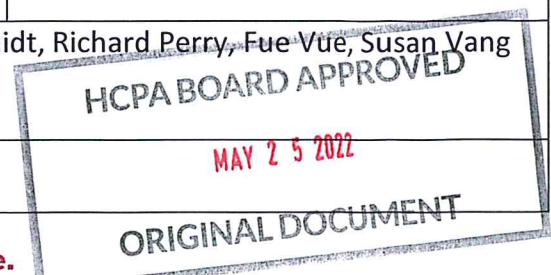 idt, Richard Perry, Fue Vue, Susan Vang
HCPA BOARD APPROVED
MAY 2 5 2022
ORIGINAL DOCUMENT
e.